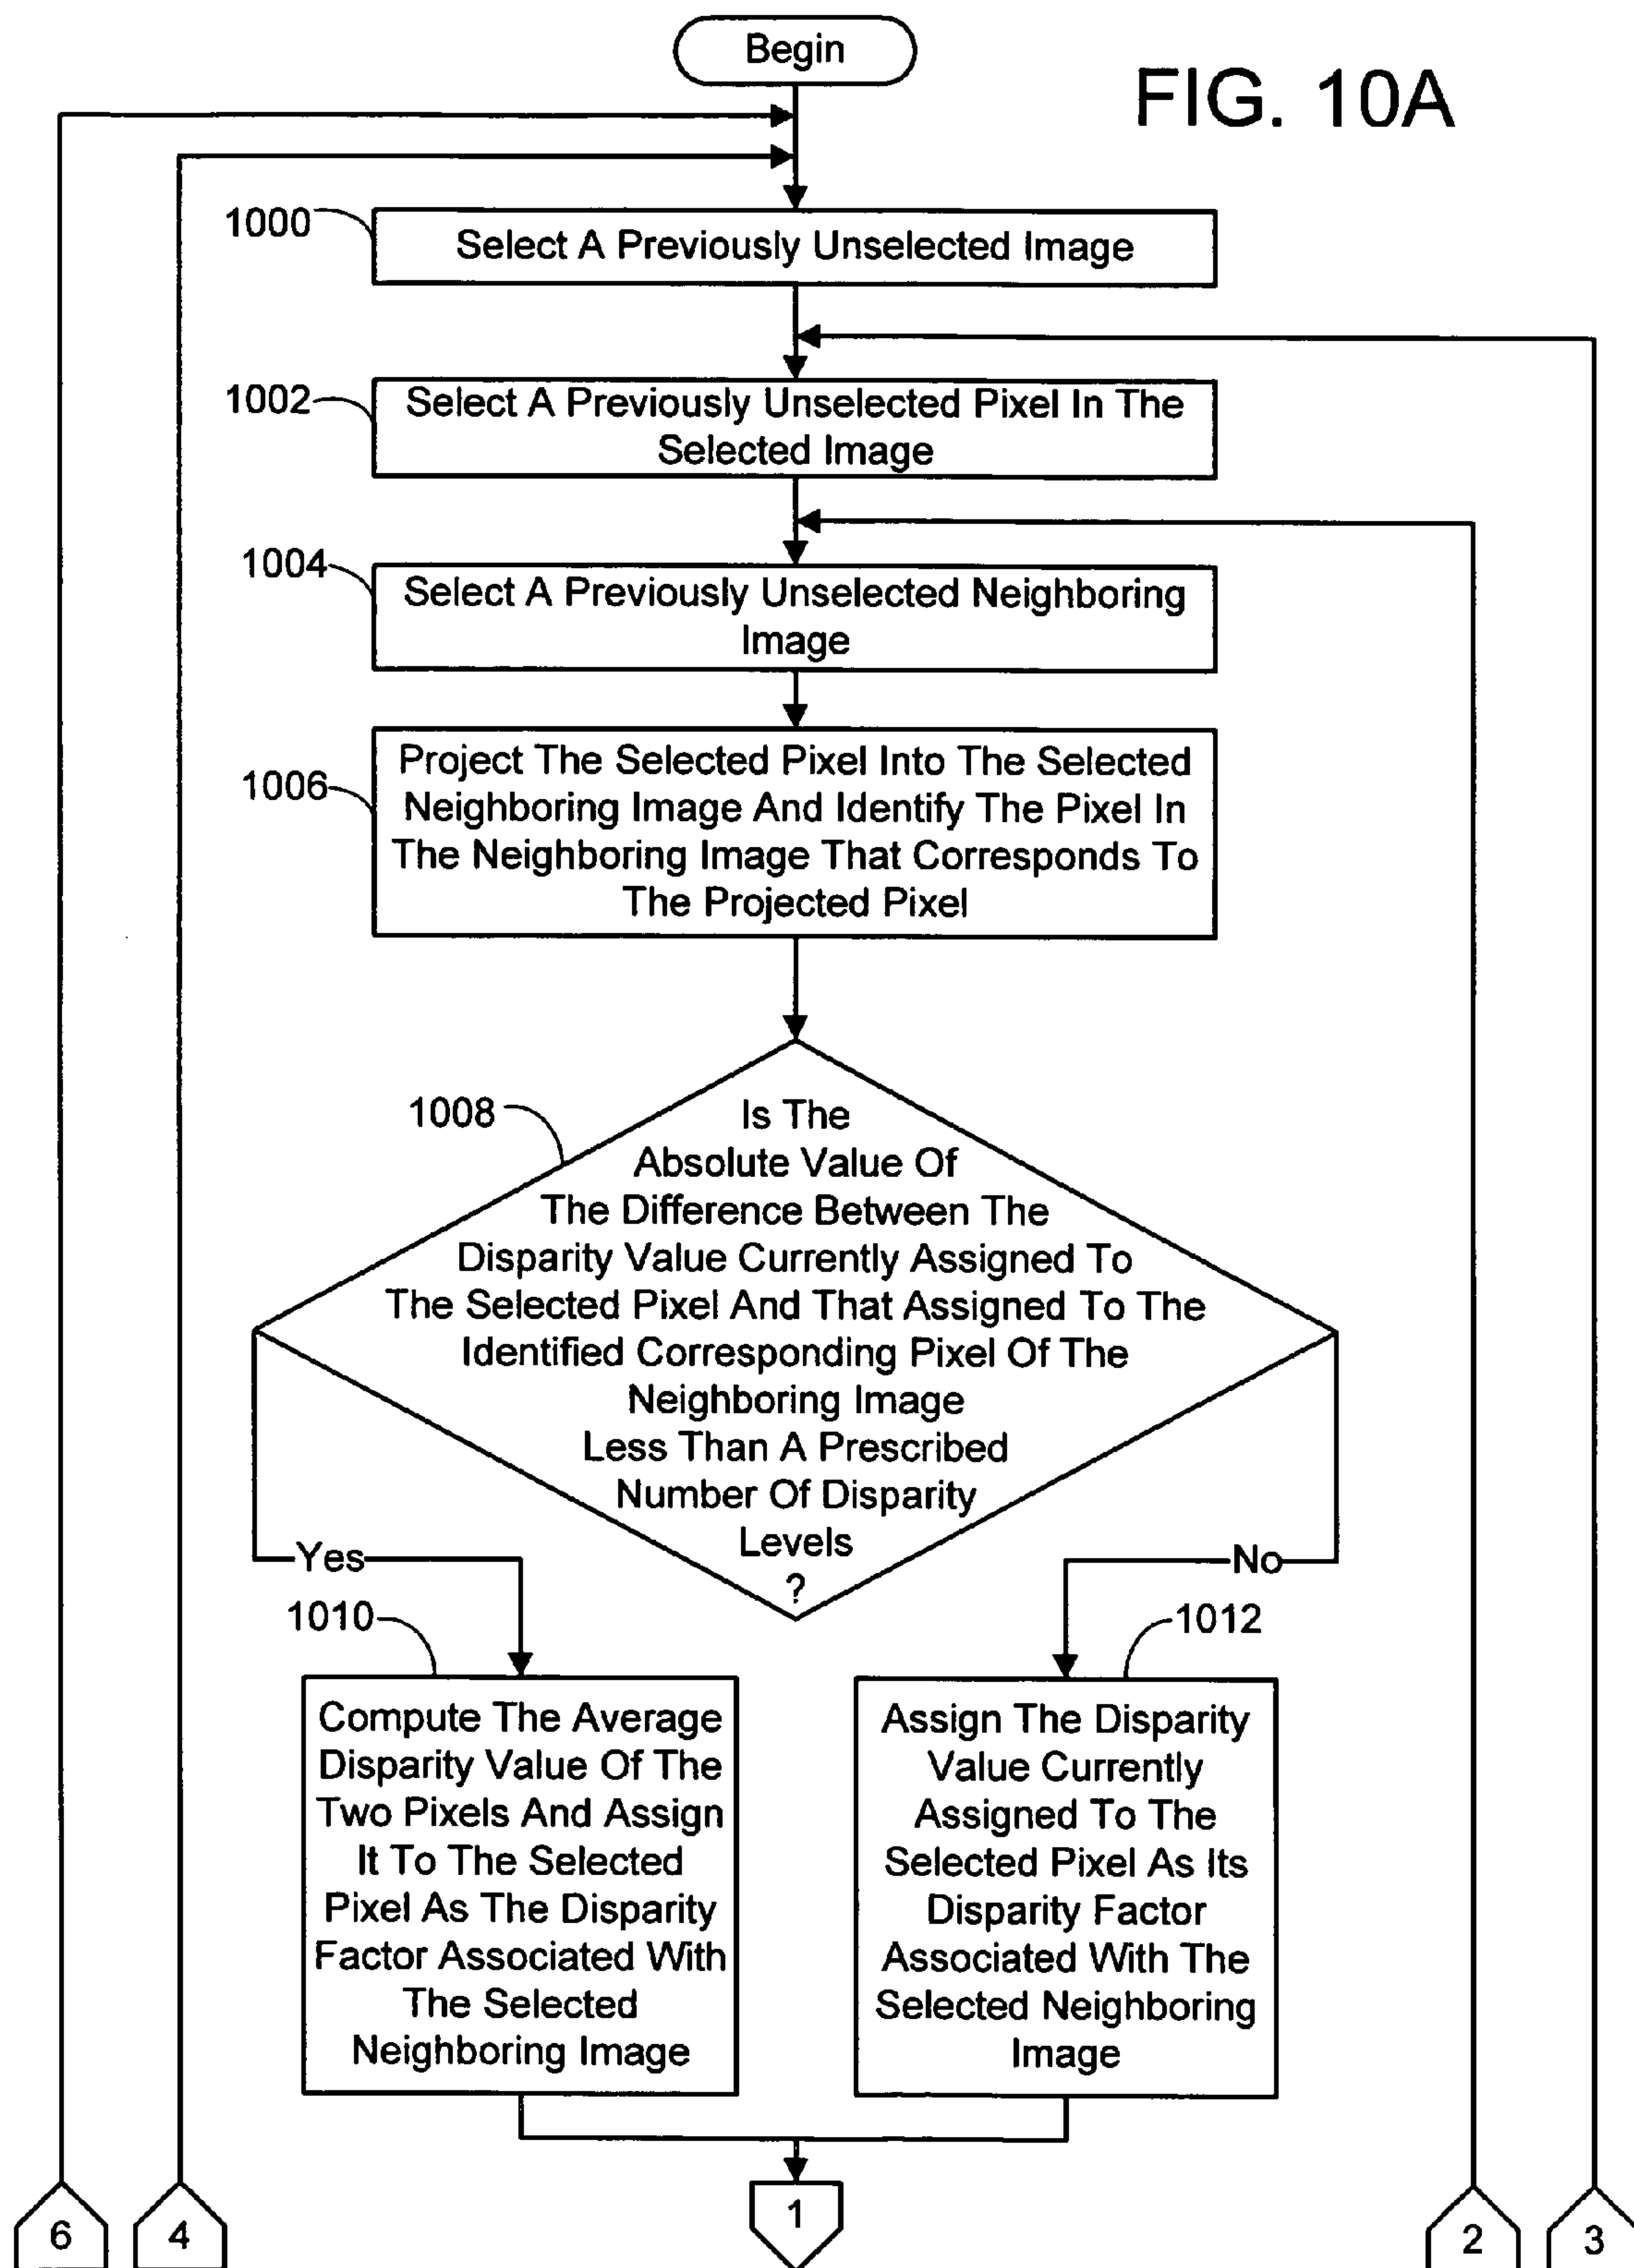 Begin
FIG. 10A
1000
Select A Previously Unselected Image
1002
Select A Previously Unselected Pixel In The
Selected Image
1004
Select A Previously Unselected Neighboring
Image
1006
Project The Selected Pixel Into The Selected
Neighboring Image And Identify The Pixel In
The Neighboring Image That Corresponds To
The Projected Pixel
1008
Is The
Absolute Value Of
The Difference Between The
Disparity Value Currently Assigned To
The Selected Pixel And That Assigned To The
Identified Corresponding Pixel Of The
Neighboring Image
Less Than A Prescribed
Number Of Disparity
Levels
?
Yes
No
1010
Compute The Average
Disparity Value Of The
Two Pixels And Assign
It To The Selected
Pixel As The Disparity
Factor Associated With
The Selected
Neighboring Image
1012
Assign The Disparity
Value Currently
Assigned To The
Selected Pixel As Its
Disparity Factor
Associated With The
Selected Neighboring
Image
6
4
1
2
3